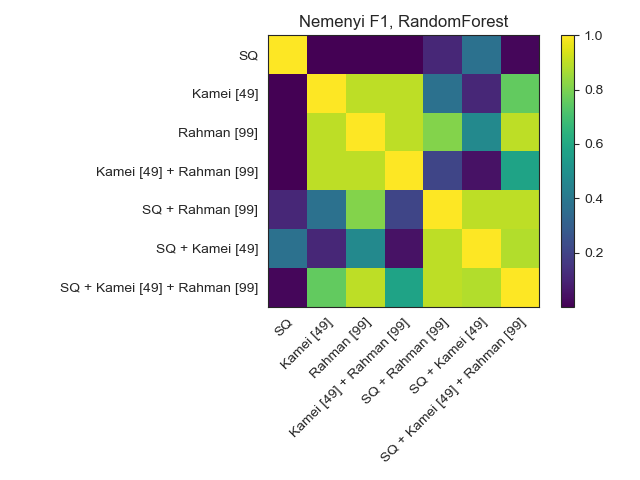 Nemenyi F1, RandomForest
SQ
Kamei [49]
Rahman [99]
Kamei [49] + Rahman [99]
SQ + Rahman [99]
SQ + Kamei [49]
SQ + Kamei [49] + Rahman [99]
SQ
Kamei [49]
Rahman [99]
Kamei [49] + Rahman [99]
SQ + Rahman [99]
SQ + Kamei [49]
SQ + Kamei [49] + Rahman [99]
1.0
0.8
0.6
0.4
0.2